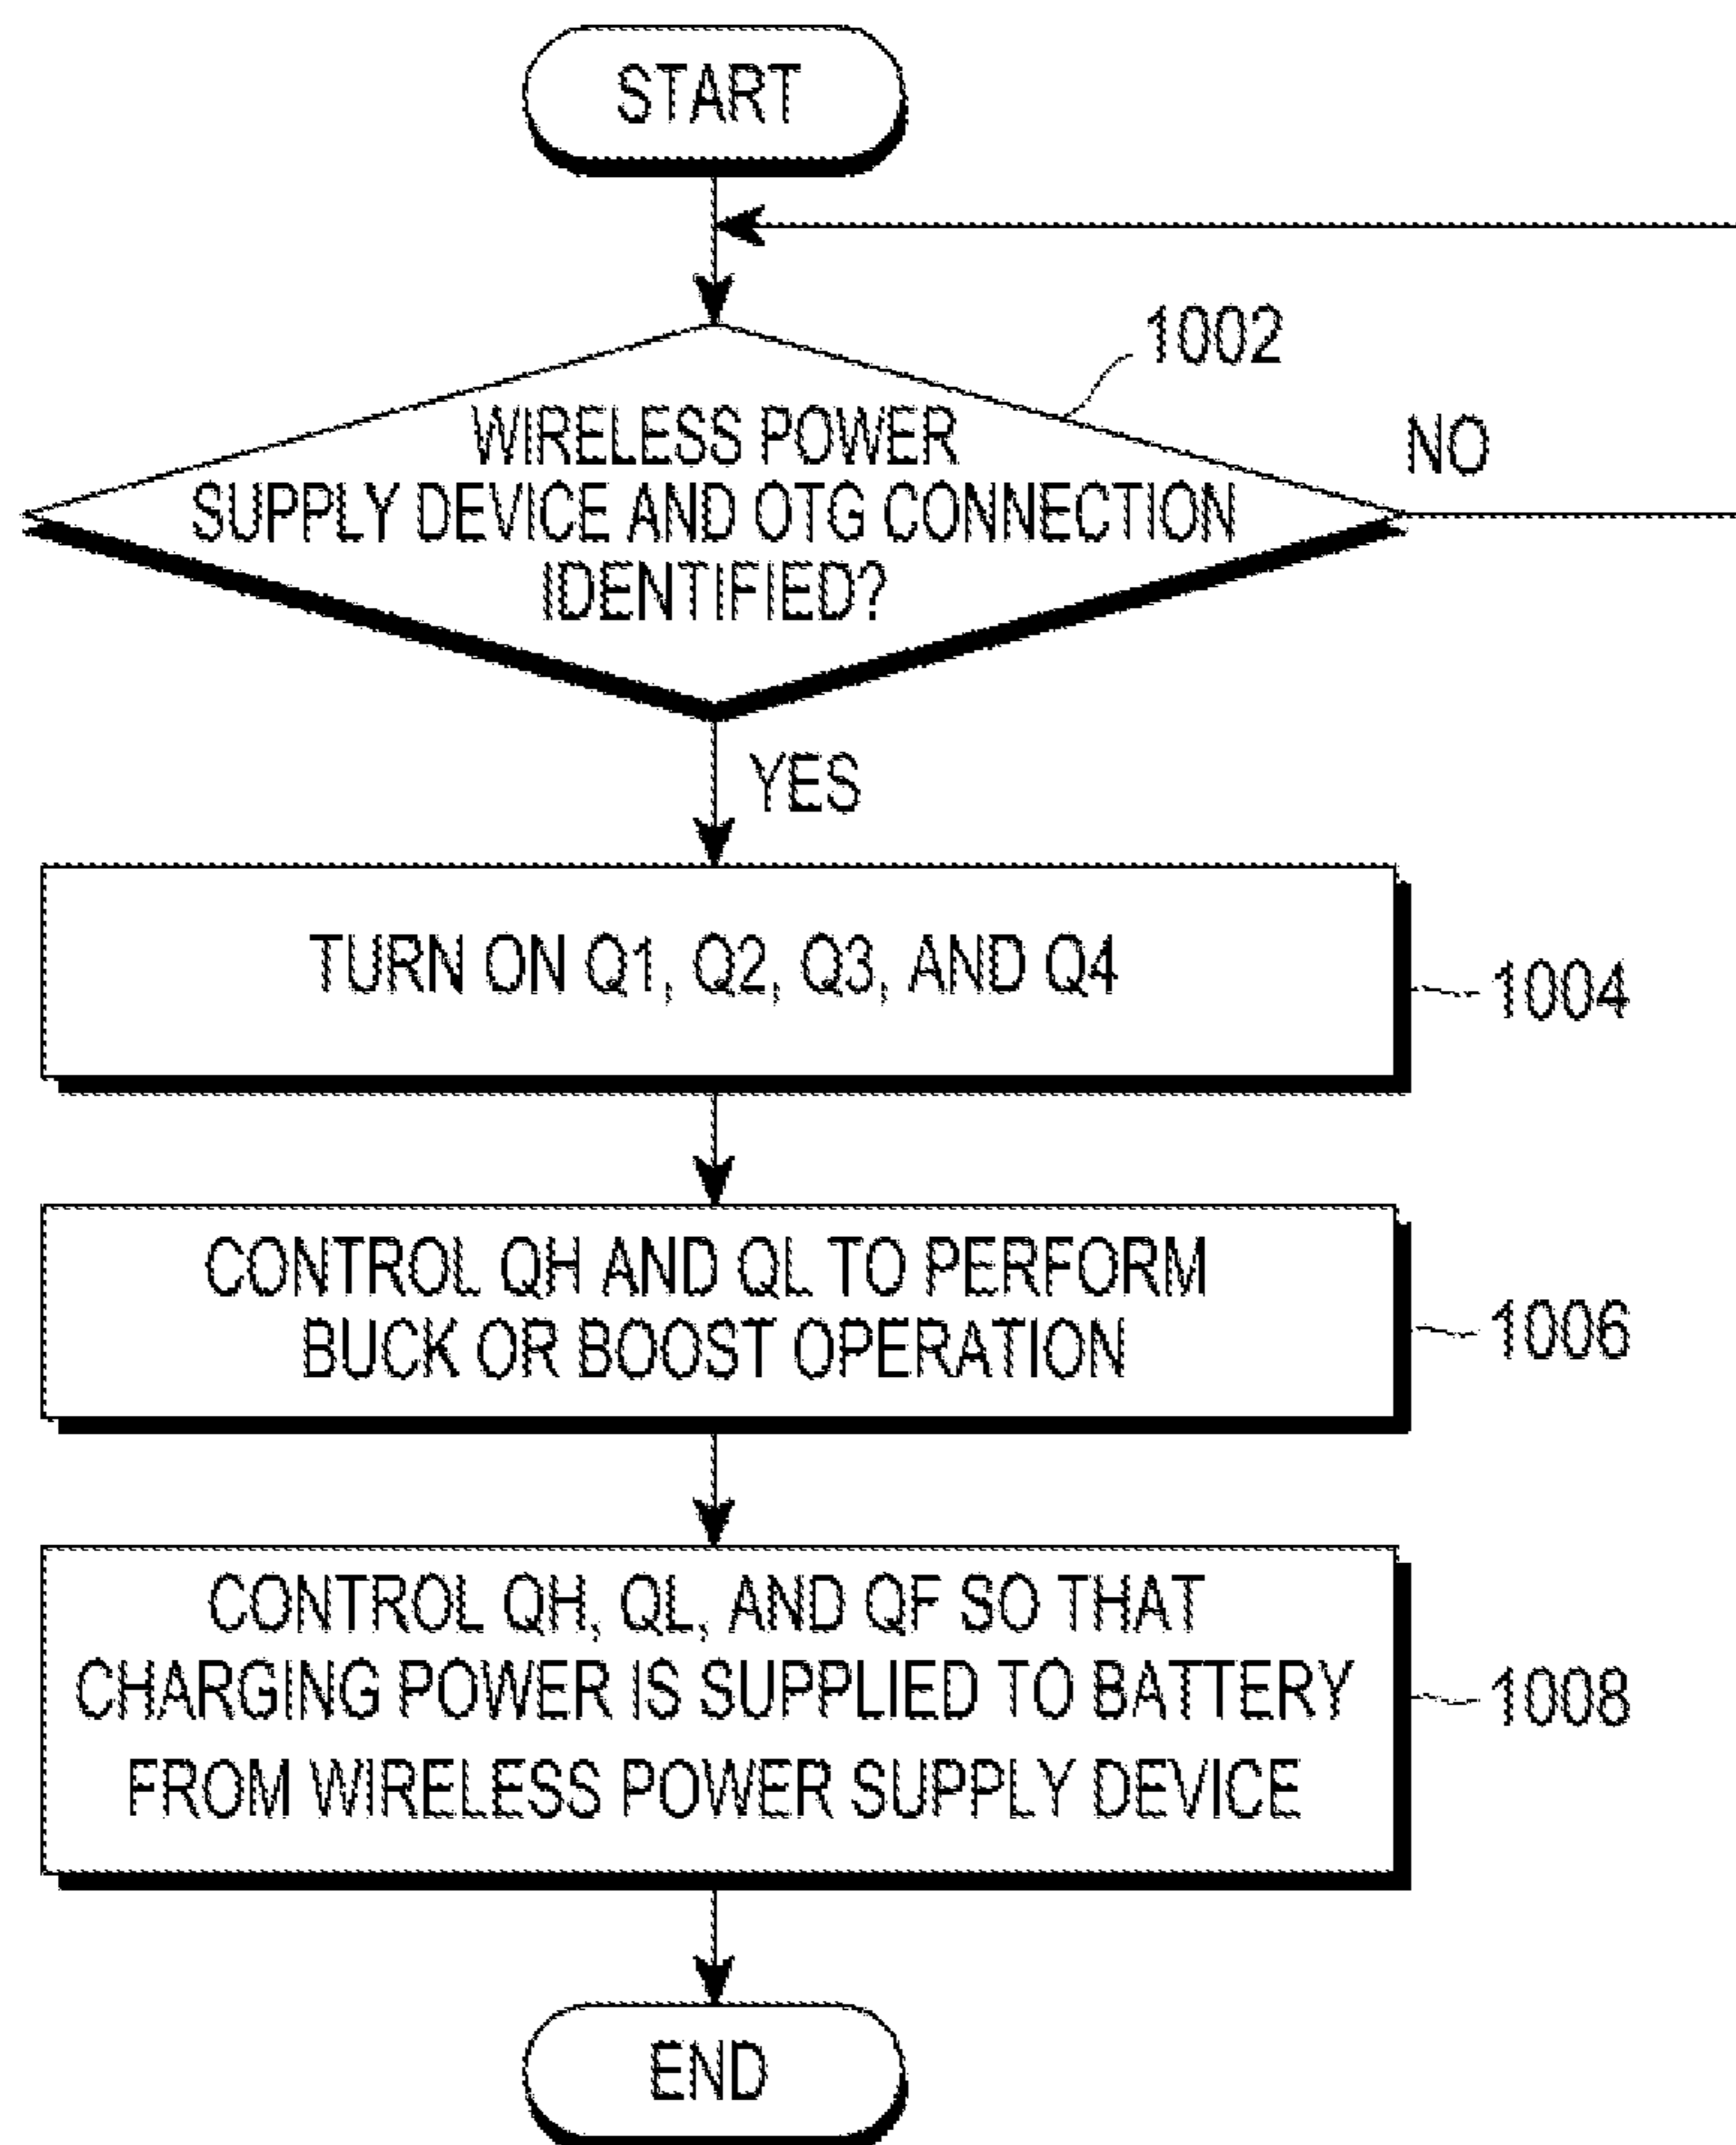 START
1002
WIRELESS POWER
SUPPLY DEVICE AND OTG CONNECTION
IDENTIFIED?
NO
YES
TURN ON Q1, Q2, Q3, AND Q4
1004
CONTROL QH AND QL TO PERFORM
BUCK OR BOOST OPERATION
1006
CONTROL QH, QL, AND QF SO THAT
CHARGING POWER IS SUPPLIED TO BATTERY
FROM WIRELESS POWER SUPPLY DEVICE
1008
END